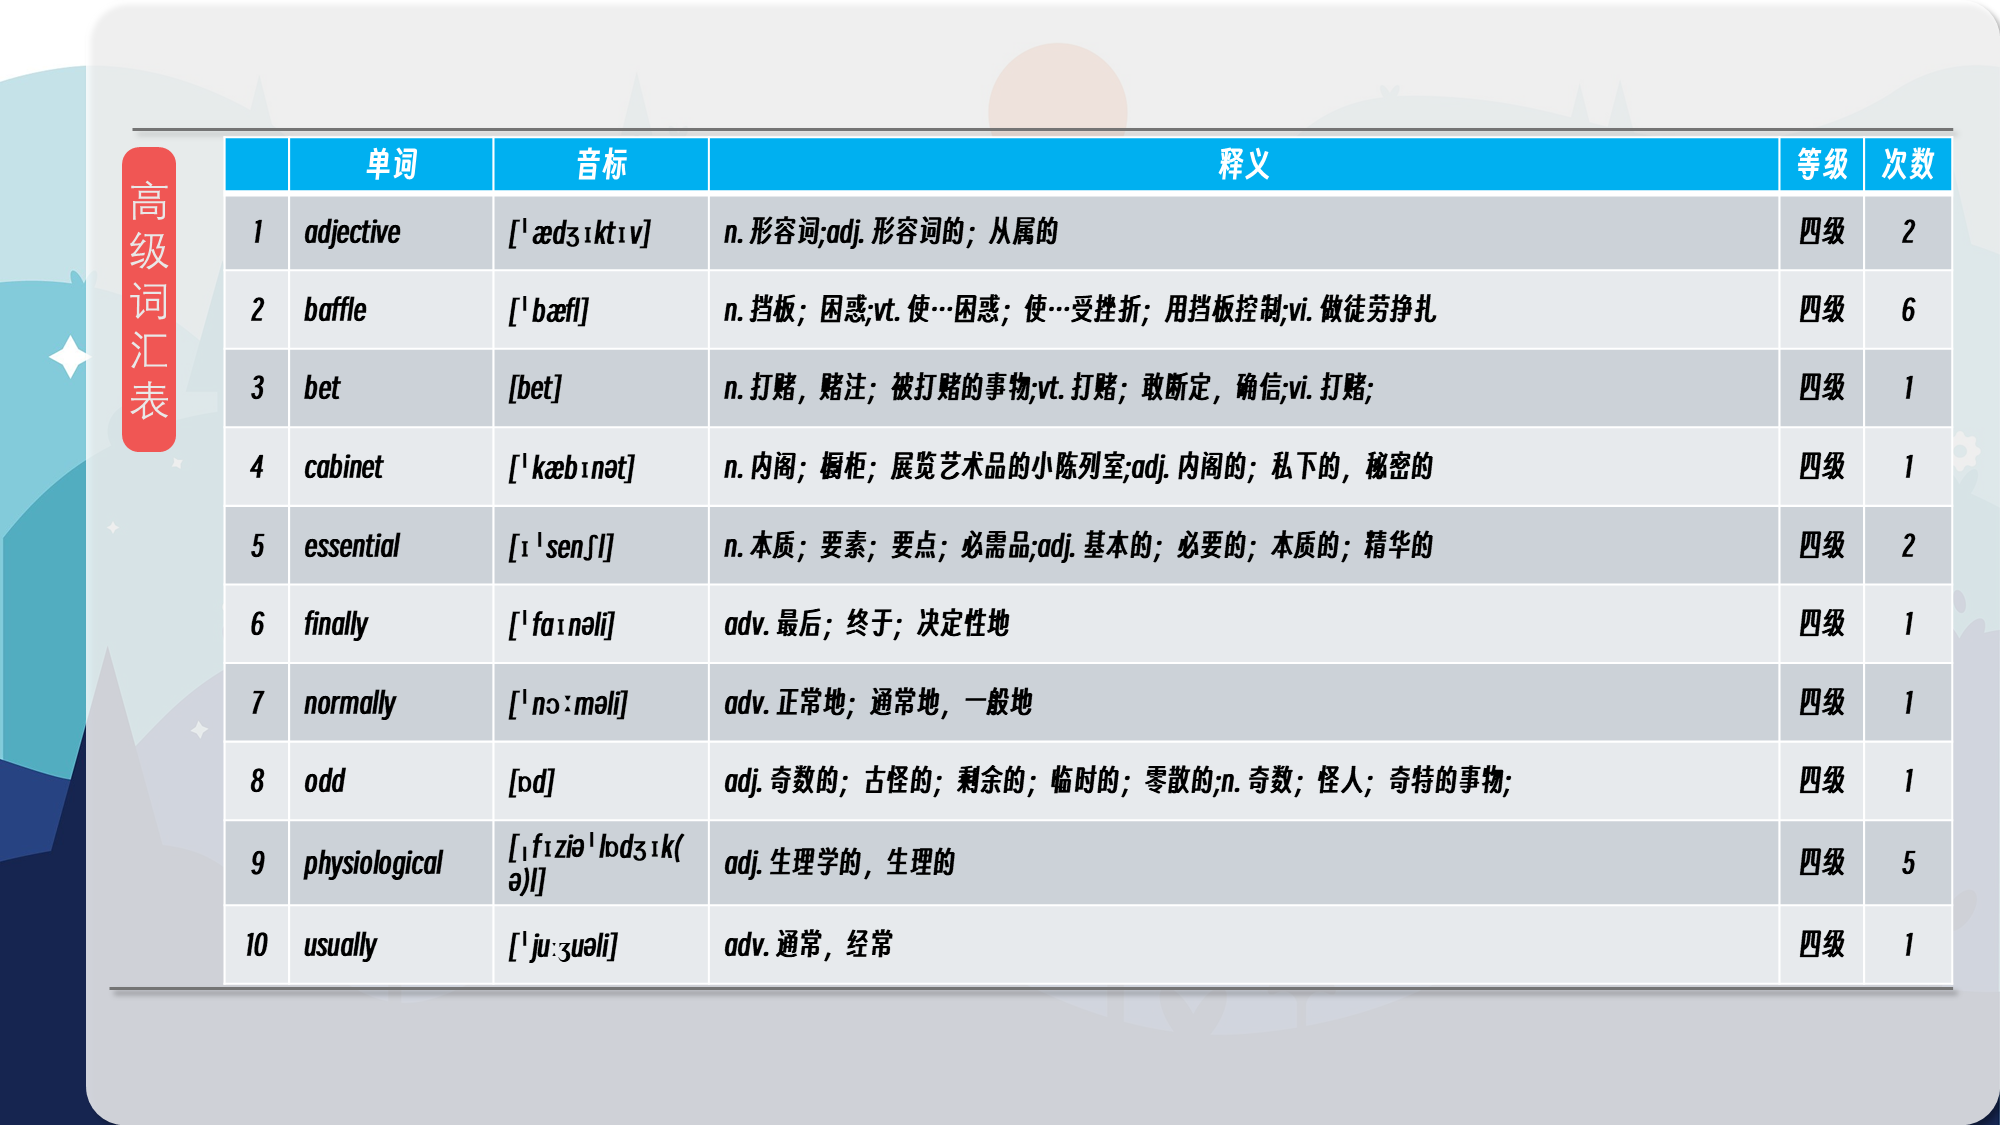 高级词汇表
单词 音标 释义 等级 次数
1 adjective [ˈædʒɪktɪv] n. 形容词;adj. 形容词的；从属的 四级 2
2 baffle [ˈbæfl] n. 挡板；困惑;vt. 使…困惑；使…受挫折；用挡板控制;vi. 做徒劳挣扎 四级 6
3 bet [bet] n. 打赌，赌注；被打赌的事物;vt. 打赌；敢断定，确信;vi. 打赌; 四级 1
4 cabinet [ˈkæbɪnət] n. 内阁；橱柜；展览艺术品的小陈列室;adj. 内阁的；私下的，秘密的 四级 1
5 essential [ɪˈsenʃl] n. 本质；要素；要点；必需品;adj. 基本的；必要的；本质的；精华的 四级 2
6 finally [ˈfaɪnəli] adv. 最后；终于；决定性地 四级 1
7 normally [ˈnɔːməli] adv. 正常地；通常地，一般地 四级 1
8 odd [ɒd] adj. 奇数的；古怪的；剩余的；临时的；零散的;n. 奇数；怪人；奇特的事物; 四级 1
9 physiological [ˌfɪziəˈlɒdʒɪk(
ə)l] adj. 生理学的，生理的 四级 5
10 usually [ˈjuːʒuəli] adv. 通常，经常 四级 1